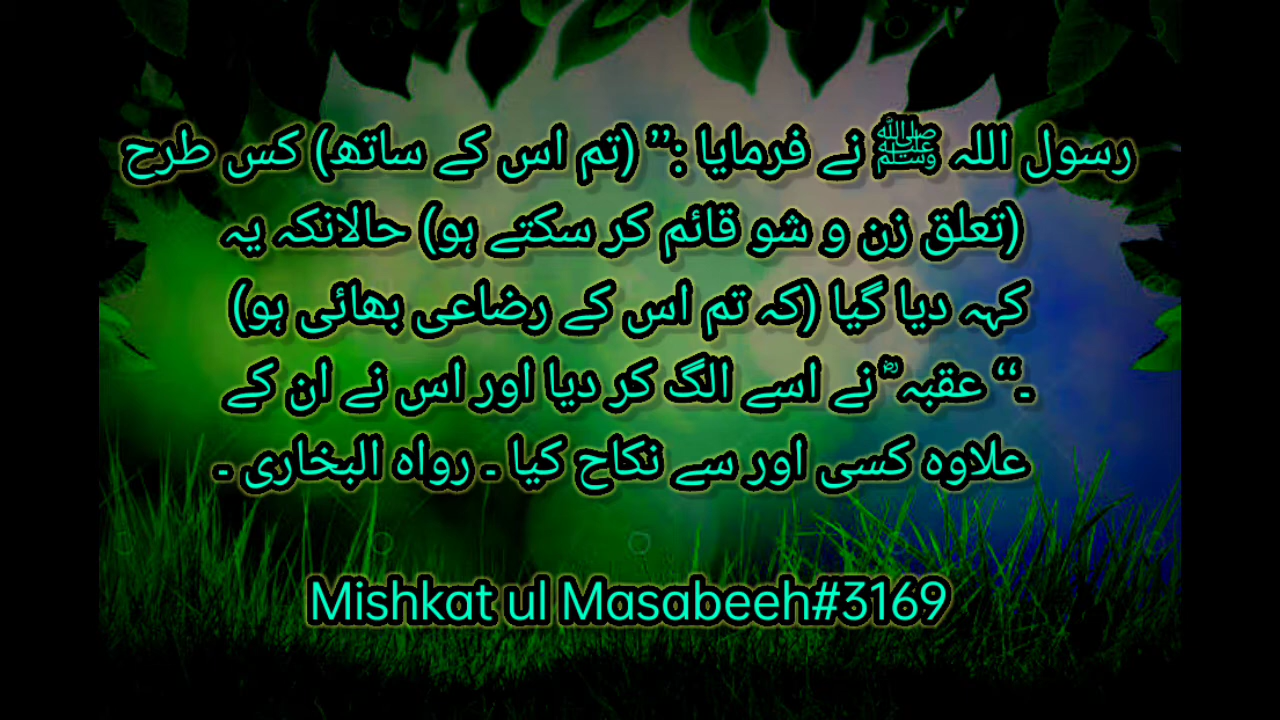 رسول اللہ ﷺ نے فرمایا :’’ (تم اس کے ساتھ) کس طرح
(تعلق زن و شو قائم کر سکتے ہو) حالانکہ یہ
کہہ دیا گیا (کہ تم اس کے رضاعی بھائی ہو)
۔‘‘ عقبہ ؓ نے اسے الگ کر دیا اور اس نے ان کے
علاوہ کسی اور سے نکاح کیا ۔ رواہ البخاری ۔
Mishkat ul Masabeeh#3169